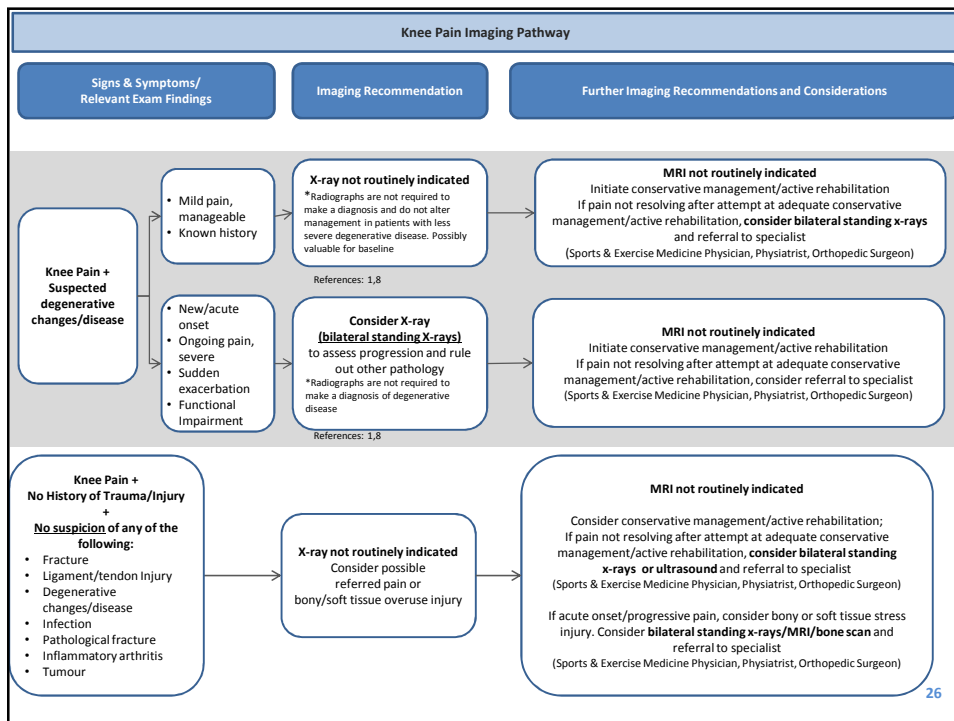 Knee Pain Imaging Pathway
Signs & Symptoms/
Relevant Exam Findings
Imaging Recommendation
Further Imaging Recommendations and Considerations
Knee Pain +
Suspected
degenerative
changes/disease
• Mild pain,
manageable
• Known history
X-ray not routinely indicated
*Radiographs are not required to
make a diagnosis and do not alter
management in patients with less
severe degenerative disease. Possibly
valuable for baseline
References: 1,8
MRI not routinely indicated
Initiate conservative management/active rehabilitation
If pain not resolving after attempt at adequate conservative
management/active rehabilitation, consider bilateral standing x-rays
and referral to specialist
(Sports & Exercise Medicine Physician, Physiatrist, Orthopedic Surgeon)
• New/acute
onset
• Ongoing pain,
severe
• Sudden
exacerbation
• Functional
Impairment
Consider X-ray
(bilateral standing X-rays)
to assess progression and rule
out other pathology
*Radiographs are not required to
make a diagnosis of degenerative
disease
References: 1,8
MRI not routinely indicated
Initiate conservative management/active rehabilitation
If pain not resolving after attempt at adequate conservative
management/active rehabilitation, consider referral to specialist
(Sports & Exercise Medicine Physician, Physiatrist, Orthopedic Surgeon)
Knee Pain +
No History of Trauma/Injury
+
No suspicion of any of the
following:
• Fracture
• Ligament/tendon Injury
• Degenerative
changes/disease
• Infection
• Pathological fracture
• Inflammatory arthritis
• Tumour
X-ray not routinely indicated
Consider possible
referred pain or
bony/soft tissue overuse injury
MRI not routinely indicated
Consider conservative management/active rehabilitation;
If pain not resolving after attempt at adequate conservative
management/active rehabilitation, consider bilateral standing
x-rays or ultrasound and referral to specialist
(Sports & Exercise Medicine Physician, Physiatrist, Orthopedic Surgeon)
If acute onset/progressive pain, consider bony or soft tissue stress
injury. Consider bilateral standing x-rays/MRI/bone scan and
referral to specialist
(Sports & Exercise Medicine Physician, Physiatrist, Orthopedic Surgeon)
26